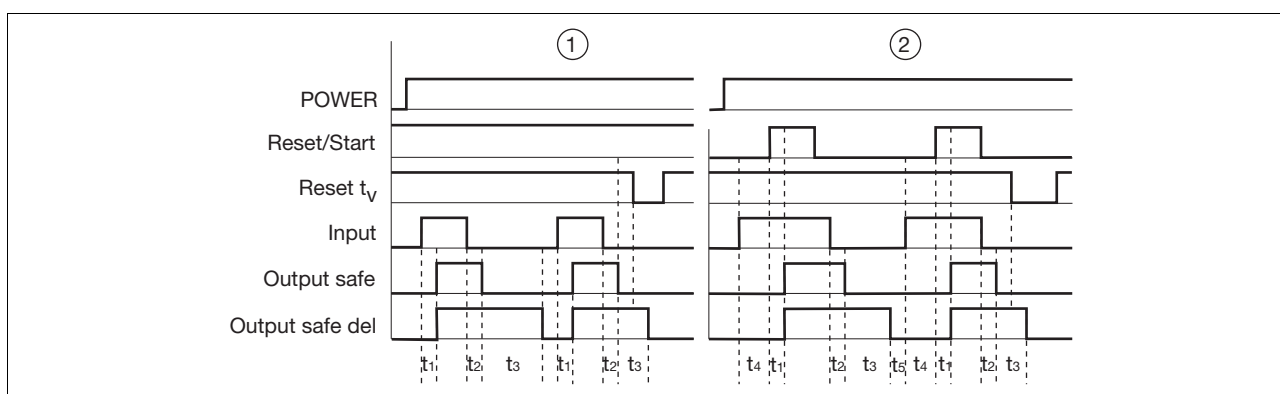 ① ②
POWER
Reset/Start
Reset tV
Input
Output safe
Output safe del
t1 t2 t3 t1 t2 t3 t4 t1 t2 t3 t5 t4 t1 t2 t3